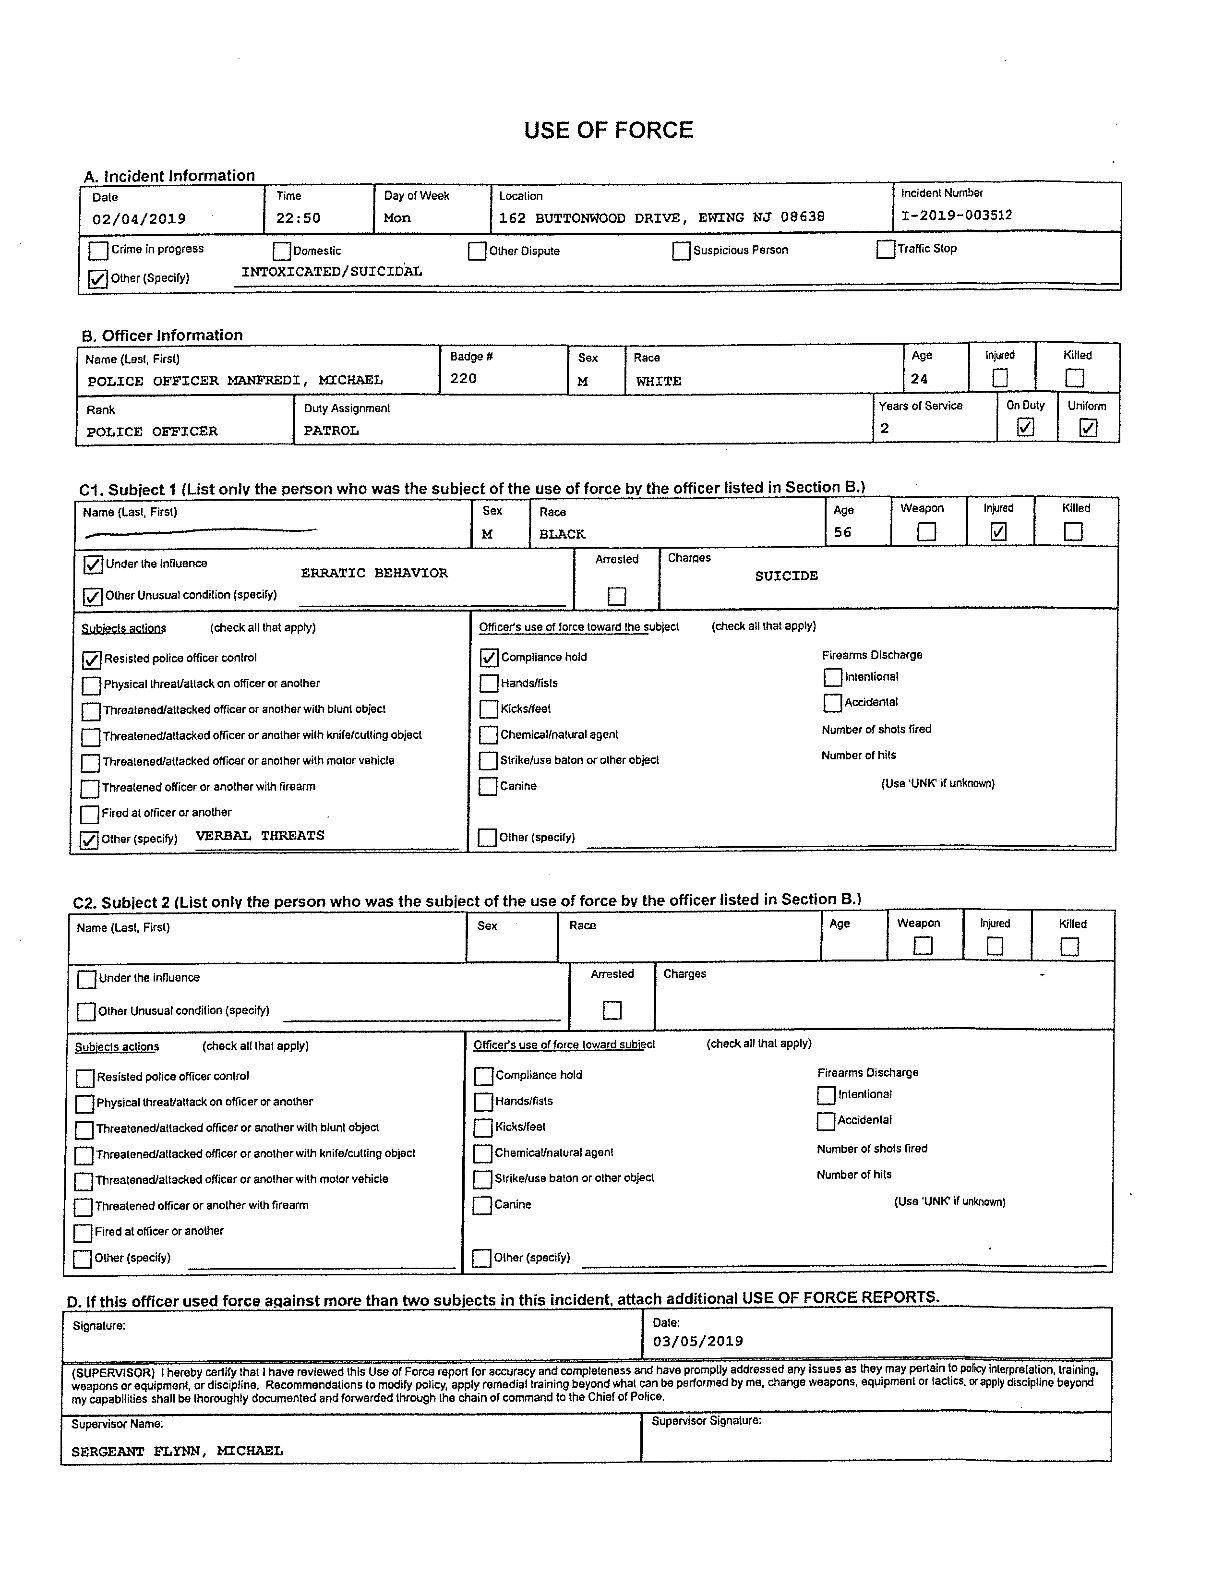 USE OF FORCE
A. Incident Information
Date Time Day of Week Location Incident Number
02/04/2019 22:50 Mon 162 BUTTONWOOD DRIVE, EWING NJ 08638 I-2019-003512
Crime in progress Domestic Other Dispute Suspicious Person Traffic Stop
Other (Specify) INTOXICATED/SUICIDAL
B. Officer Information
Name (Last, First) Badge # Sex Race Age Injured Killed
POLICE OFFICER MANFREDI, MICHAEL 220 M WHITE 24
Rank Duty Assignment Years of Service On Duty Uniform
POLICE OFFICER PATROL 2
C1. Subject 1 (List only the person who was the subject of the use of force by the officer listed in Section B.)
Name (Last, First) Sex Race Age Weapon Injured Killed
M BLACK 56
Under the influence Arrested Charges
ERRATIC BEHAVIOR SUICIDE
Other Unusual condition (specify)
Subjects actions (check all that apply) Officer's use of force toward the subject (check all that apply)
Resisted police officer control Compliance hold Firearms Discharge
Physical threat/attack on officer or another Hands/fists Intentional
Threatened/attacked officer or another with blunt object Kicks/feet Accidental
Threatened/attacked officer or another with knife/cutting object Chemical/natural agent Number of shots fired
Threatened/attacked officer or another with motor vehicle Strike/use baton or other object Number of hits
Threatened officer or another with firearm Canine (Use 'UNK' if unknown)
Fired at officer or another
Other (specify) VERBAL THREATS Other (specify)
C2. Subject 2 (List only the person who was the subject of the use of force by the officer listed in Section B.)
Name (Last, First) Sex Race Age Weapon Injured Killed
Under the influence Arrested Charges
Other Unusual condition (specify)
Subjects actions (check all that apply) Officer's use of force toward subject (check all that apply)
Resisted police officer control Compliance hold Firearms Discharge
Physical threat/attack on officer or another Hands/fists Intentional
Threatened/attacked officer or another with blunt object Kicks/feet Accidental
Threatened/attacked officer or another with knife/cutting object Chemical/natural agent Number of shots fired
Threatened/attacked officer or another with motor vehicle Strike/use baton or other object Number of hits
Threatened officer or another with firearm Canine (Use 'UNK' if unknown)
Fired at officer or another
Other (specify) Other (specify)
D. If this officer used force against more than two subjects in this incident, attach additional USE OF FORCE REPORTS.
Signature: Date:
03/05/2019
(SUPERVISOR) I hereby certify that I have reviewed this Use of Force report for accuracy and completeness and have promptly addressed any issues as they may pertain to policy interpretation, training,
weapons or equipment, or discipline. Recommendations to modify policy, apply remedial training beyond what can be performed by me, change weapons, equipment or tactics, or apply discipline beyond
my capabilities shall be thoroughly documented and forwarded through the chain of command to the Chief of Police.
Supervisor Name: Supervisor Signature:
SERGEANT FLYNN, MICHAEL